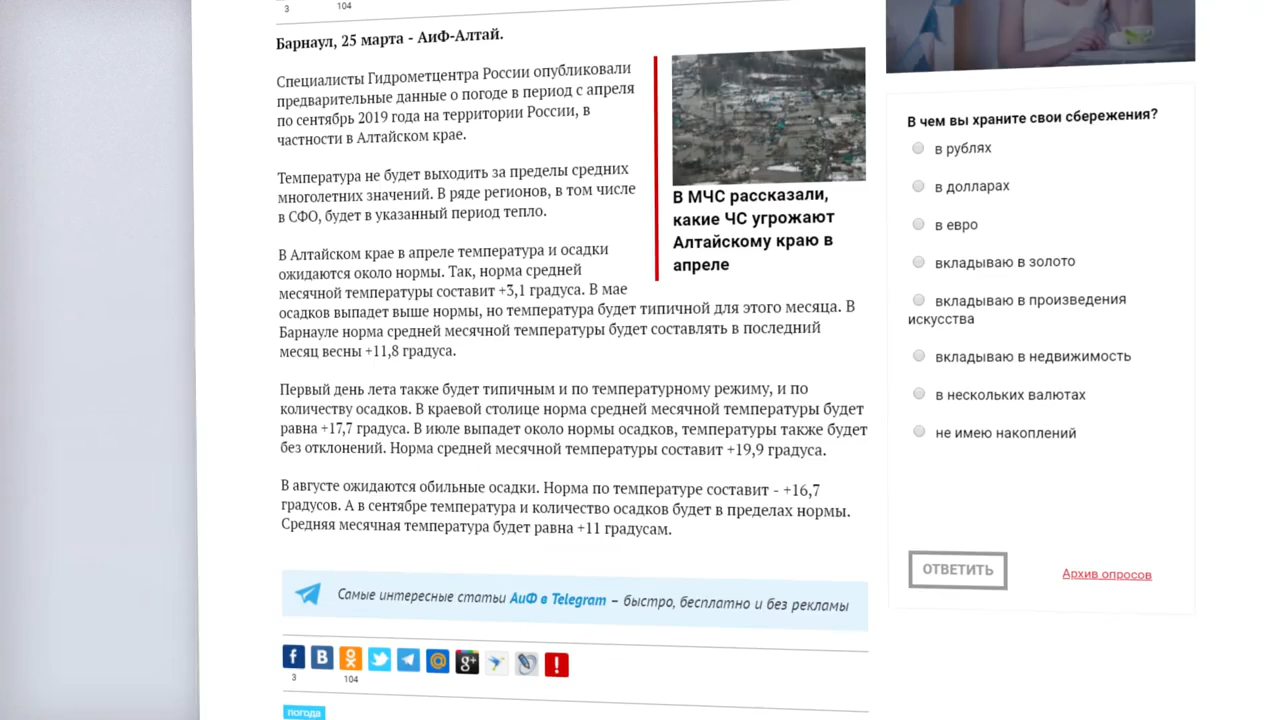 3
104
Барнаул, 25 марта - АиФ-Алтай.
Специалисты Гидрометцентра России опубликовали
предварительные данные о погоде в период с апреля
по сентябрь 2019 года на территории России, в
частности в Алтайском крае.
Температура не будет выходить за пределы средних
многолетних значений. В ряде регионов, в том числе
в СФО, будет в указанный период тепло.
В Алтайском крае в апреле температура и осадки
ожидаются около нормы. Так, норма средней
месячной температуры составит +3,1 градуса. В мае
осадков выпадет выше нормы, но температура будет типичной для этого месяца. В
Барнауле норма средней месячной температуры будет составлять в последний
месяц весны +11,8 градуса.
Первый день лета также будет типичным и по температурному режиму, и по
количеству осадков. В краевой столице норма средней месячной температуры будет
равна +17,7 градуса. В июле выпадет около нормы осадков, температуры также будет
без отклонений. Норма средней месячной температуры составит +19,9 градуса.
В августе ожидаются обильные осадки. Норма по температуре составит - +16,7
градусов. А в сентябре температура и количество осадков будет в пределах нормы.
Средняя месячная температура будет равна +11 градусам.
В МЧС рассказали,
какие ЧС угрожают
Алтайскому краю в
апреле
Самые интересные статьи АиФ в Telegram – быстро, бесплатно и без рекламы
3
104
погода
В чем вы храните свои сбережения?
в рублях
в долларах
в евро
вкладываю в золото
вкладываю в произведения
искусства
вкладываю в недвижимость
в нескольких валютах
не имею накоплений
ОТВЕТИТЬ
Архив опросов